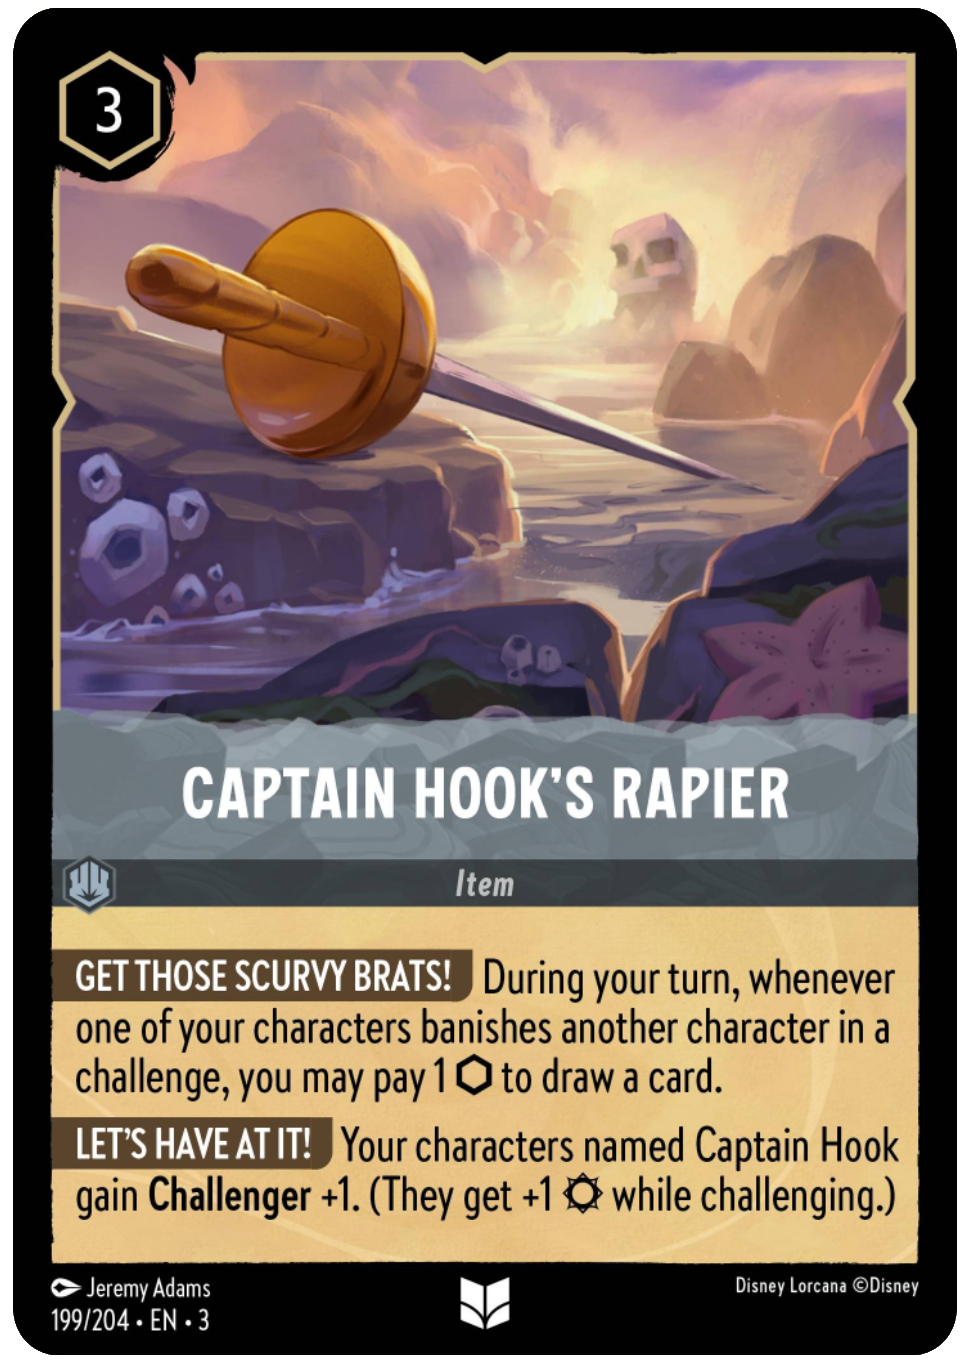 3
CAPTAIN HOOK'S RAPIER
Item
GET THOSE SCURVY BRATS! During your turn, whenever
one of your characters banishes another character in a
challenge, you may pay 1 ⬡ to draw a card.
LET'S HAVE AT IT! Your characters named Captain Hook
gain Challenger +1. (They get +1 ¤ while challenging.)
Jeremy Adams
199/204 • EN • 3
Disney Lorcana ©Disney